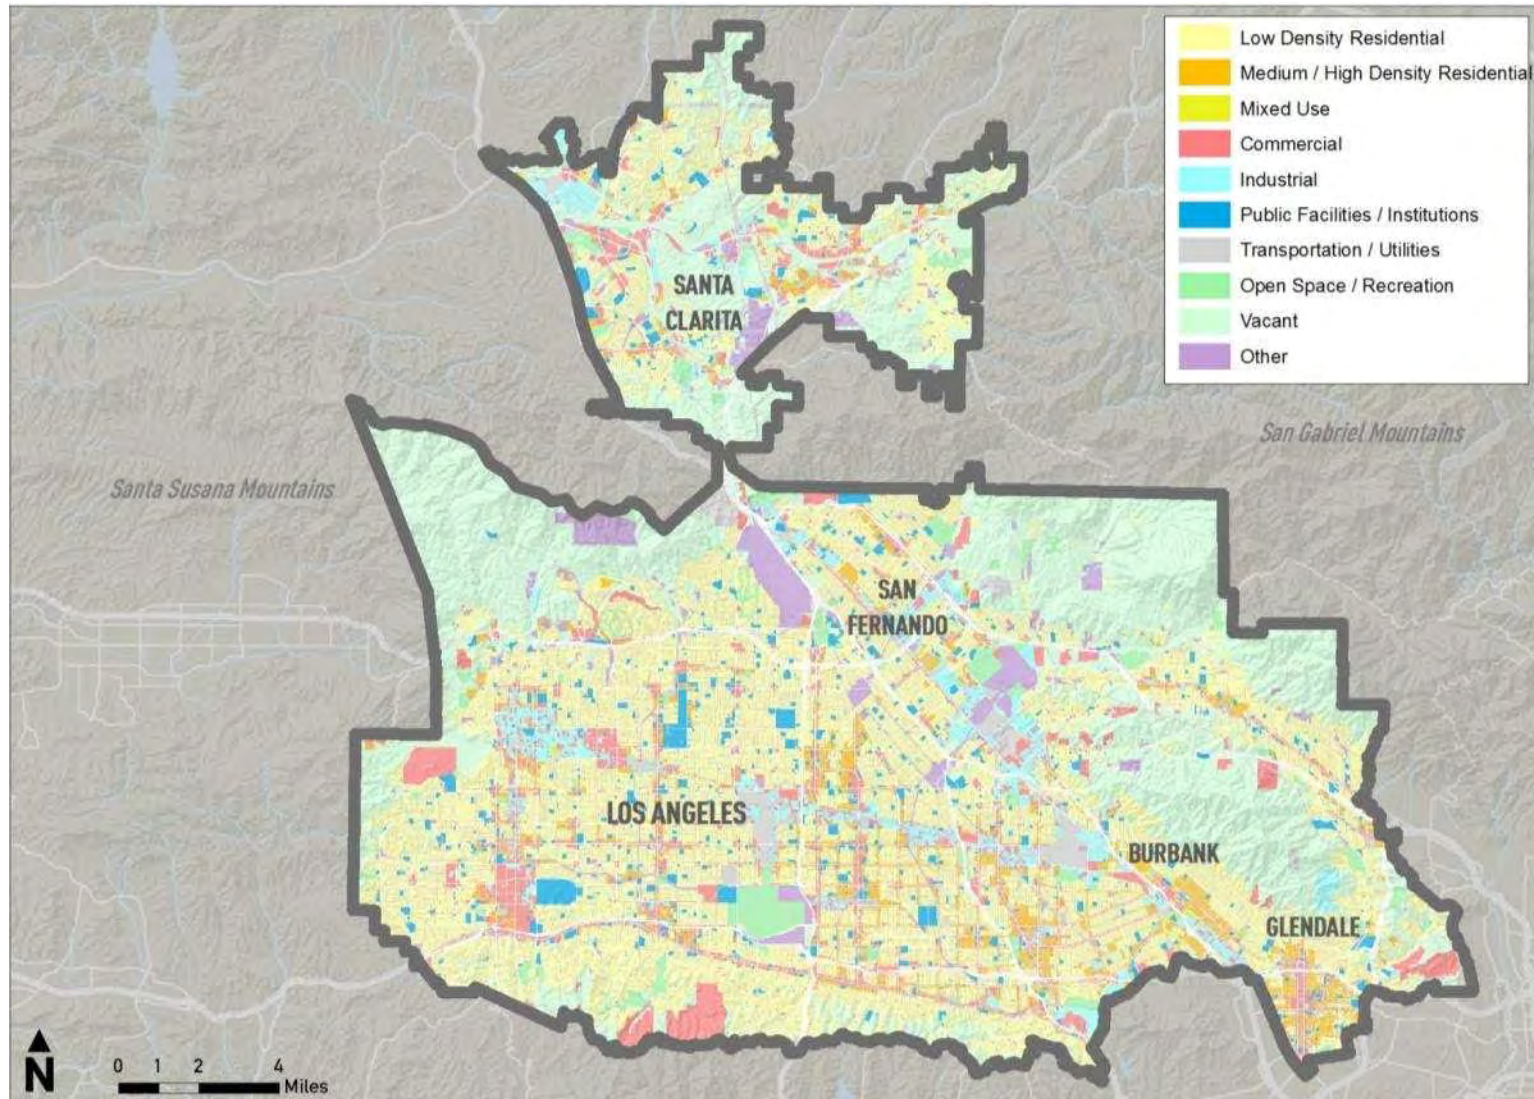 Low Density Residential
Medium / High Density Residential
Mixed Use
Commercial
Industrial
Public Facilities / Institutions
Transportation / Utilities
Open Space / Recreation
Vacant
Other
SANTA
CLARITA
San Gabriel Mountains
Santa Susana Mountains
SAN
FERNANDO
LOS ANGELES
BURBANK
GLENDALE
N
0 1 2 4
Miles